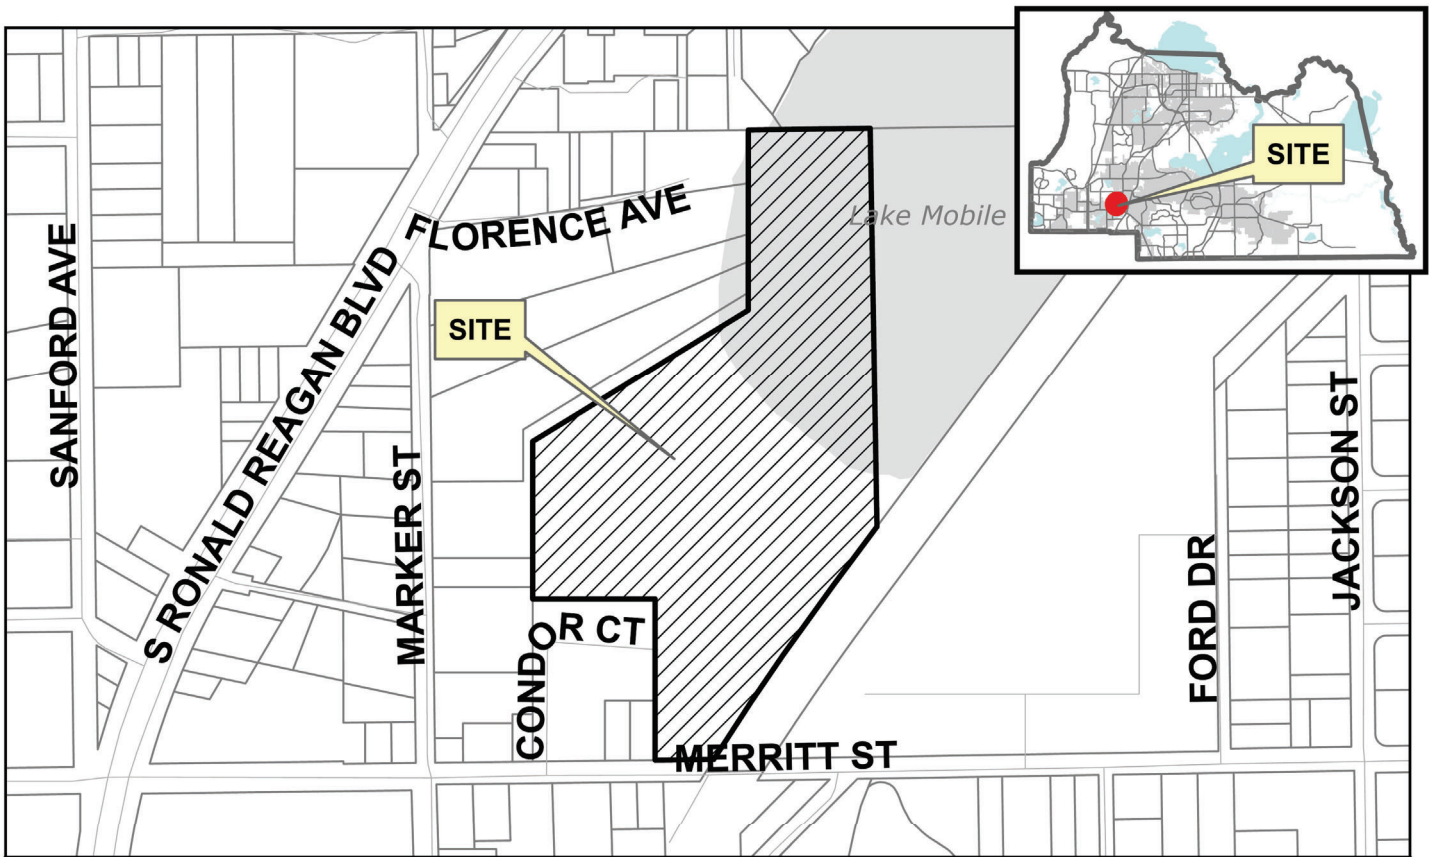 SITE
Lake Mobile
FLORENCE AVE
SANFORD AVE
S RONALD REAGAN BLVD
SITE
MARKER ST
JACKSON ST
FORD DR
CONDOR CT
MERRITT ST